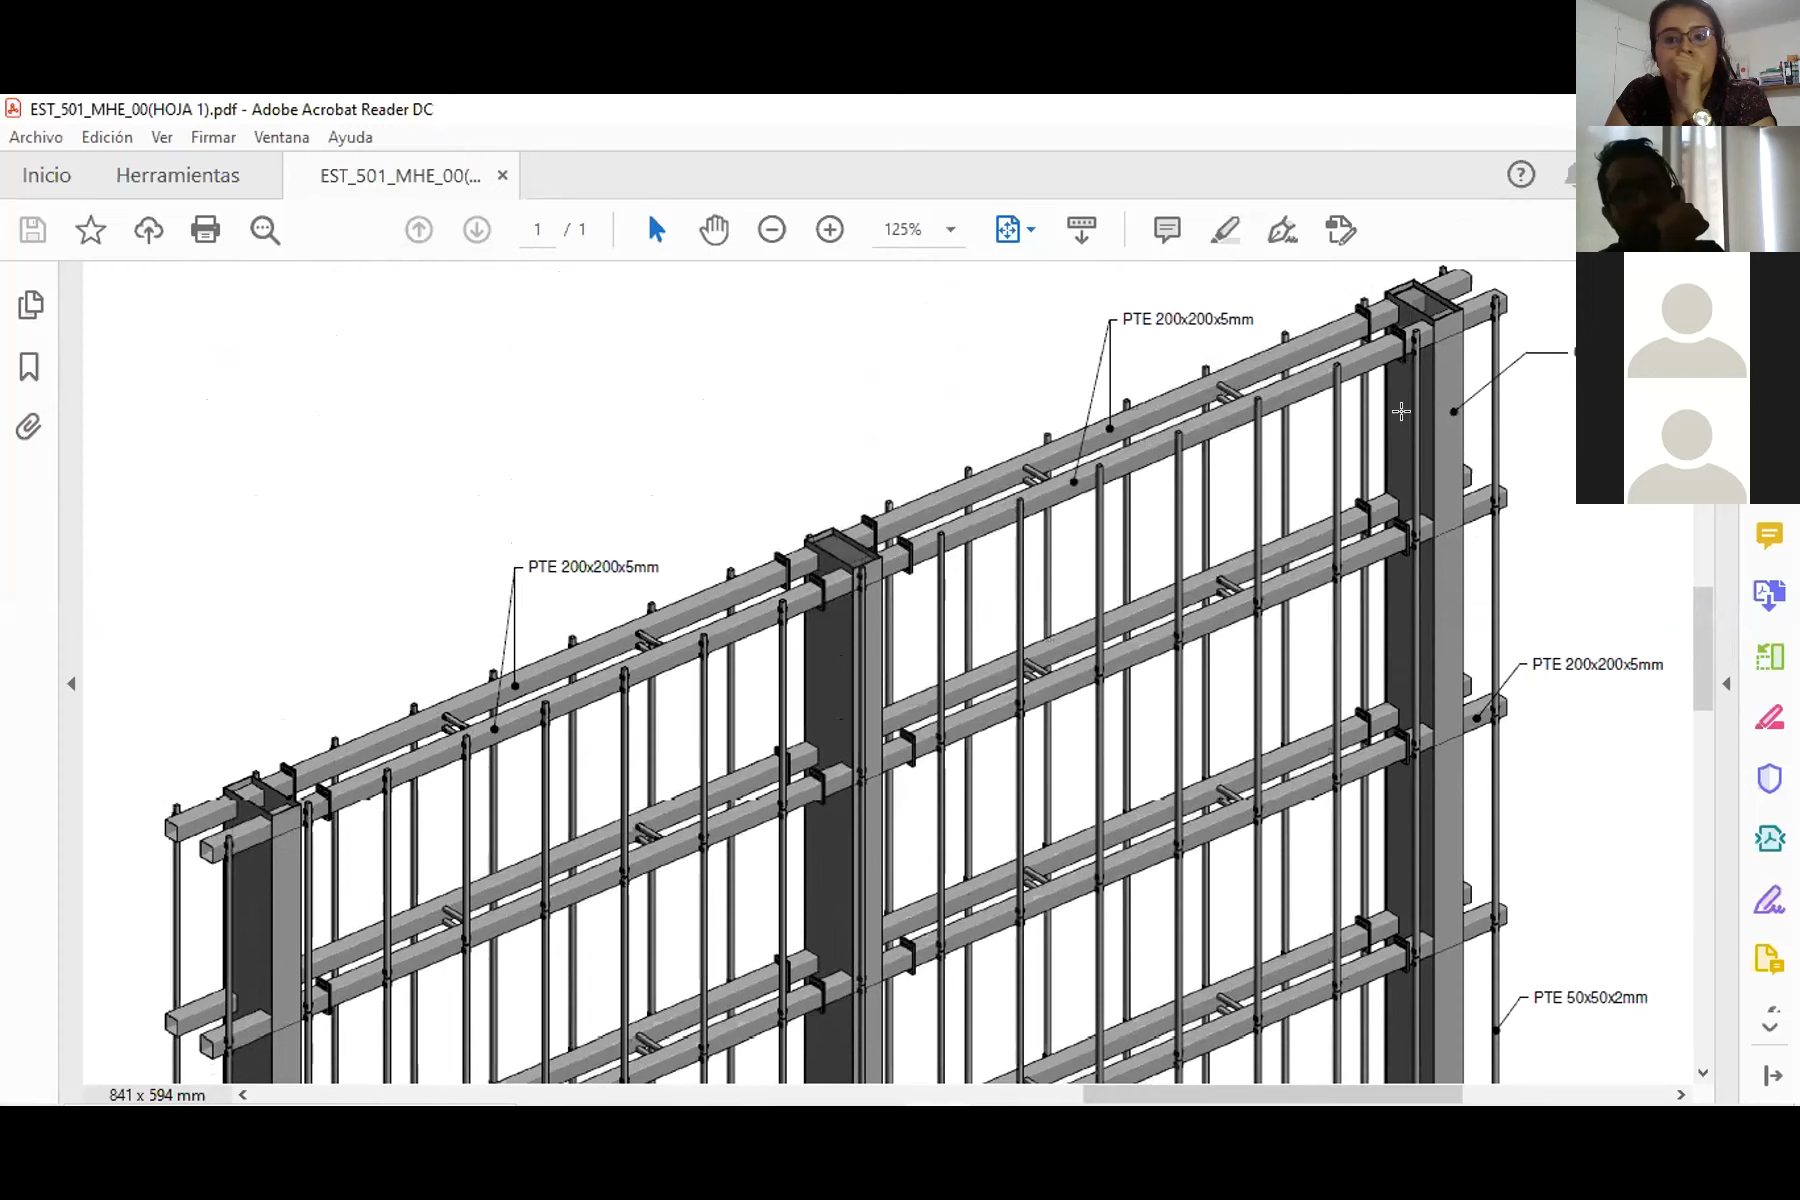 EST_501_MHE_00(HOJA 1).pdf - Adobe Acrobat Reader DC
Archivo Edición Ver Firmar Ventana Ayuda
Inicio Herramientas EST_501_MHE_00(... ×
1 / 1 125%
PTE 200x200x5mm
PTE 200x200x5mm
PTE 200x200x5mm
PTE 50x50x2mm
841 x 594 mm